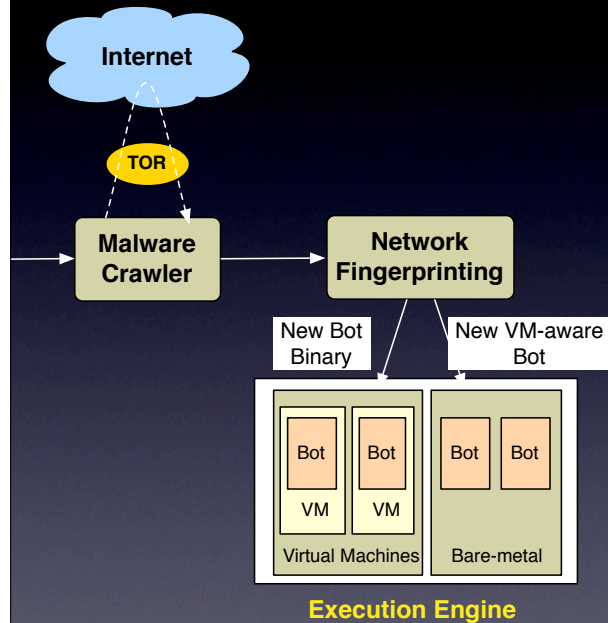 Internet
TOR
Malware
Crawler
Network
Fingerprinting
New Bot
Binary
New VM-aware
Bot
Bot
Bot
Bot
Bot
VM
VM
Virtual Machines
Bare-metal
Execution Engine